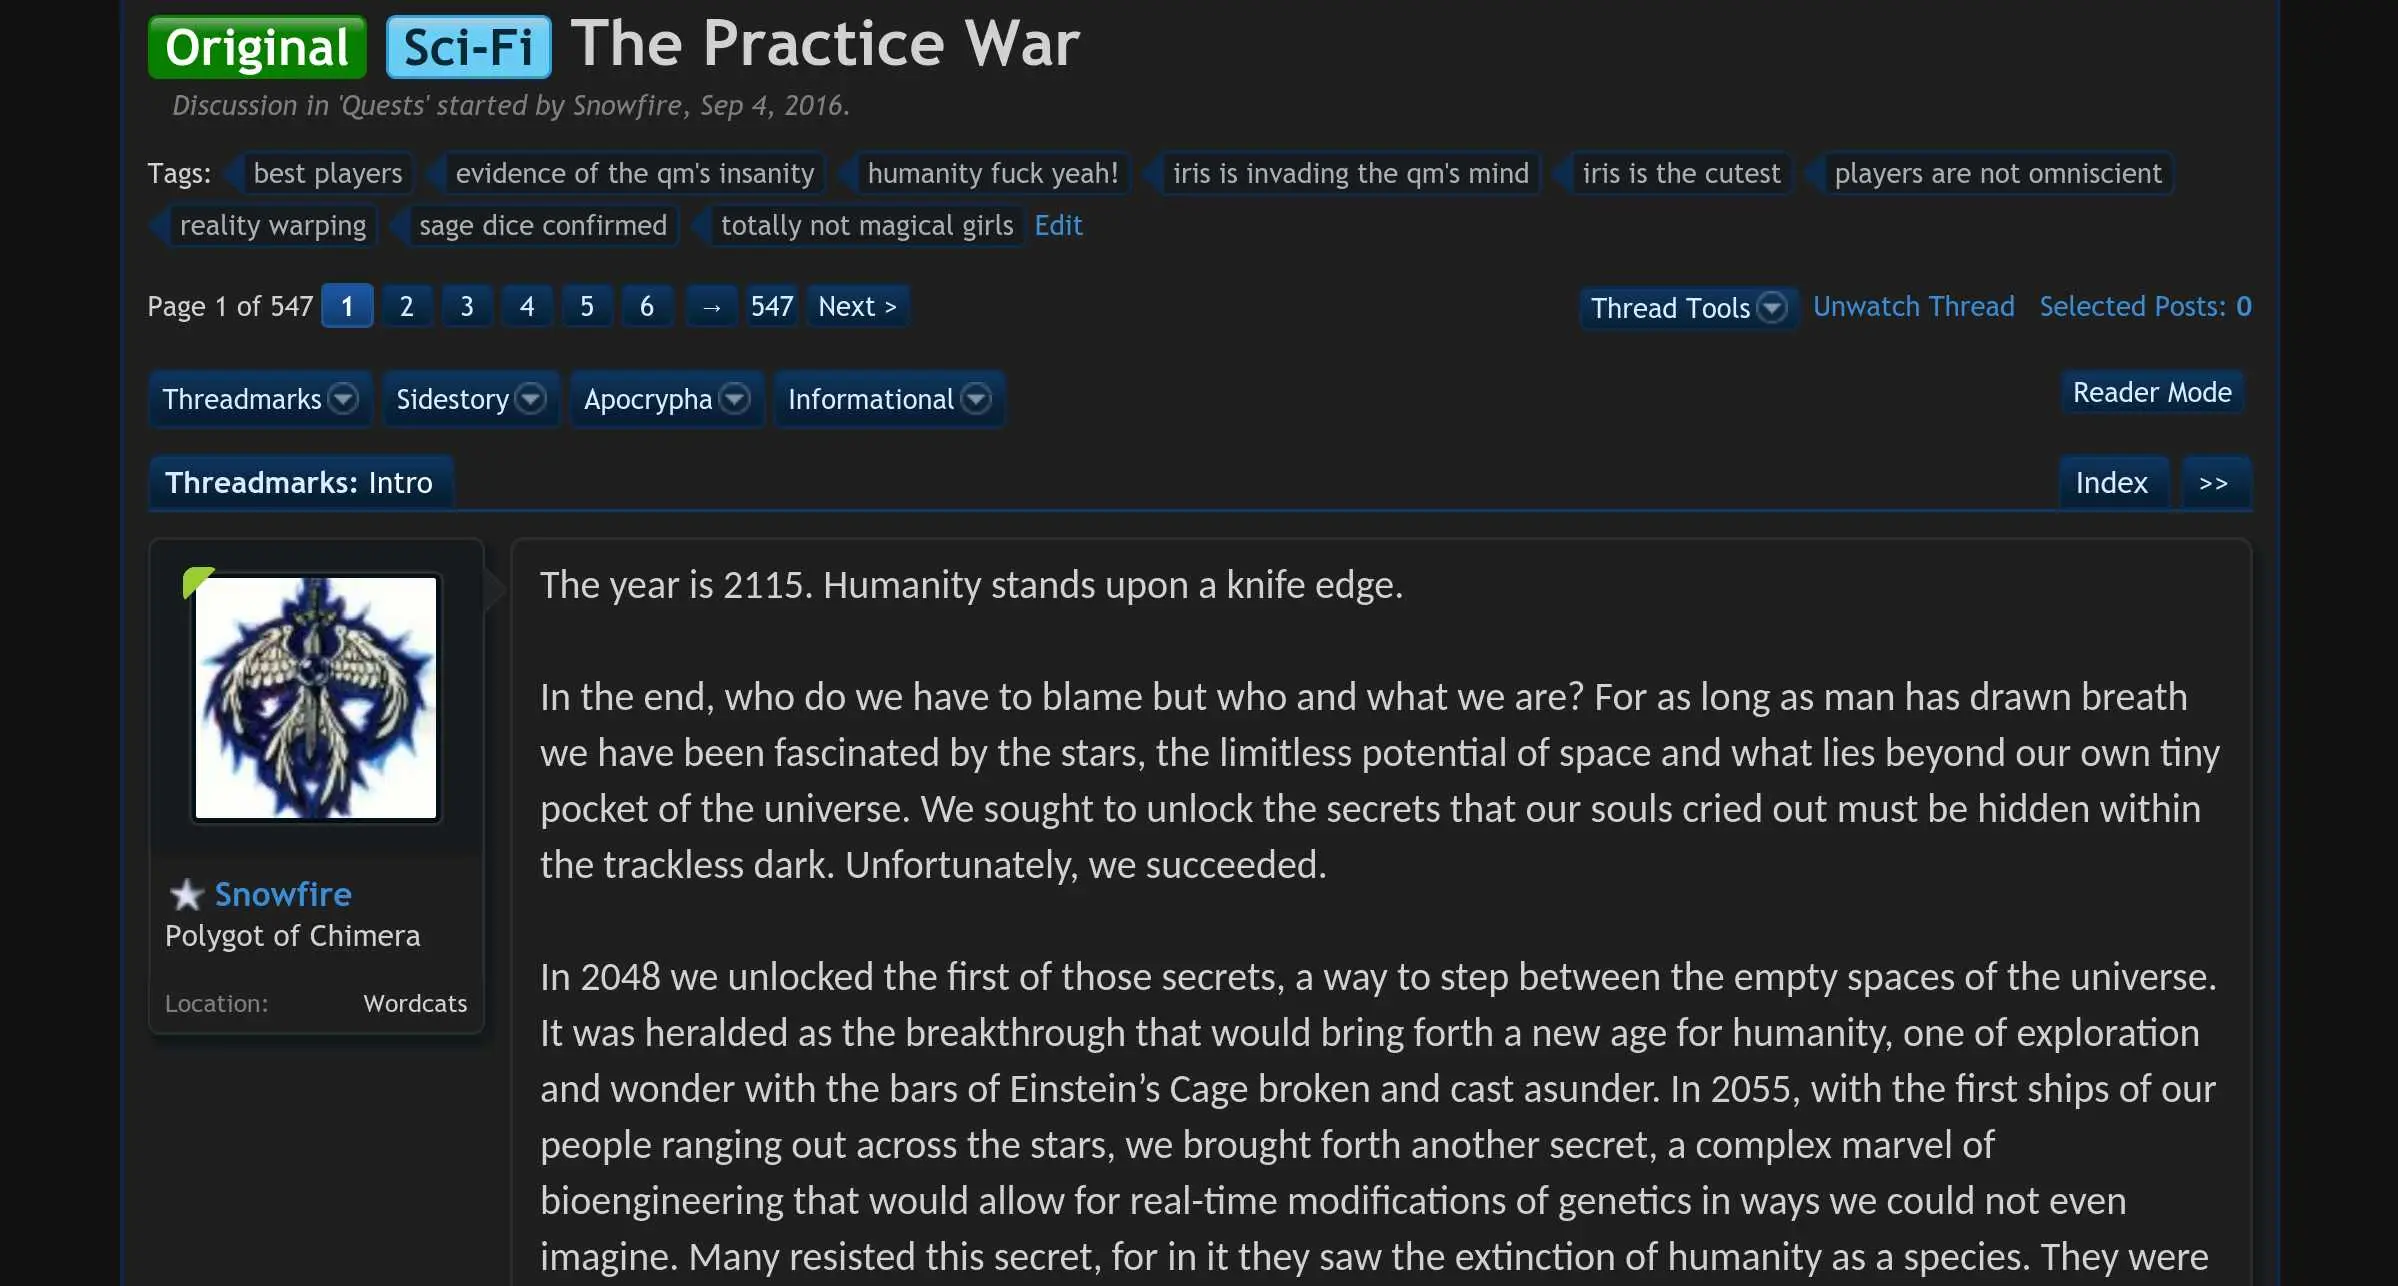 Original Sci-Fi The Practice War
Discussion in 'Quests' started by Snowfire, Sep 4, 2016.
Tags: best players evidence of the qm's insanity humanity fuck yeah! iris is invading the qm's mind iris is the cutest players are not omniscient
reality warping sage dice confirmed totally not magical girls Edit
Page 1 of 547 1 2 3 4 5 6 → 547 Next > Thread Tools Unwatch Thread Selected Posts: 0
Threadmarks Sidestory Apocrypha Informational Reader Mode
Threadmarks: Intro Index >>
Snowfire
Polygot of Chimera
Location: Wordcats
The year is 2115. Humanity stands upon a knife edge.
In the end, who do we have to blame but who and what we are? For as long as man has drawn breath
we have been fascinated by the stars, the limitless potential of space and what lies beyond our own tiny
pocket of the universe. We sought to unlock the secrets that our souls cried out must be hidden within
the trackless dark. Unfortunately, we succeeded.
In 2048 we unlocked the first of those secrets, a way to step between the empty spaces of the universe.
It was heralded as the breakthrough that would bring forth a new age for humanity, one of exploration
and wonder with the bars of Einstein’s Cage broken and cast asunder. In 2055, with the first ships of our
people ranging out across the stars, we brought forth another secret, a complex marvel of
bioengineering that would allow for real-time modifications of genetics in ways we could not even
imagine. Many resisted this secret, for in it they saw the extinction of humanity as a species. They were